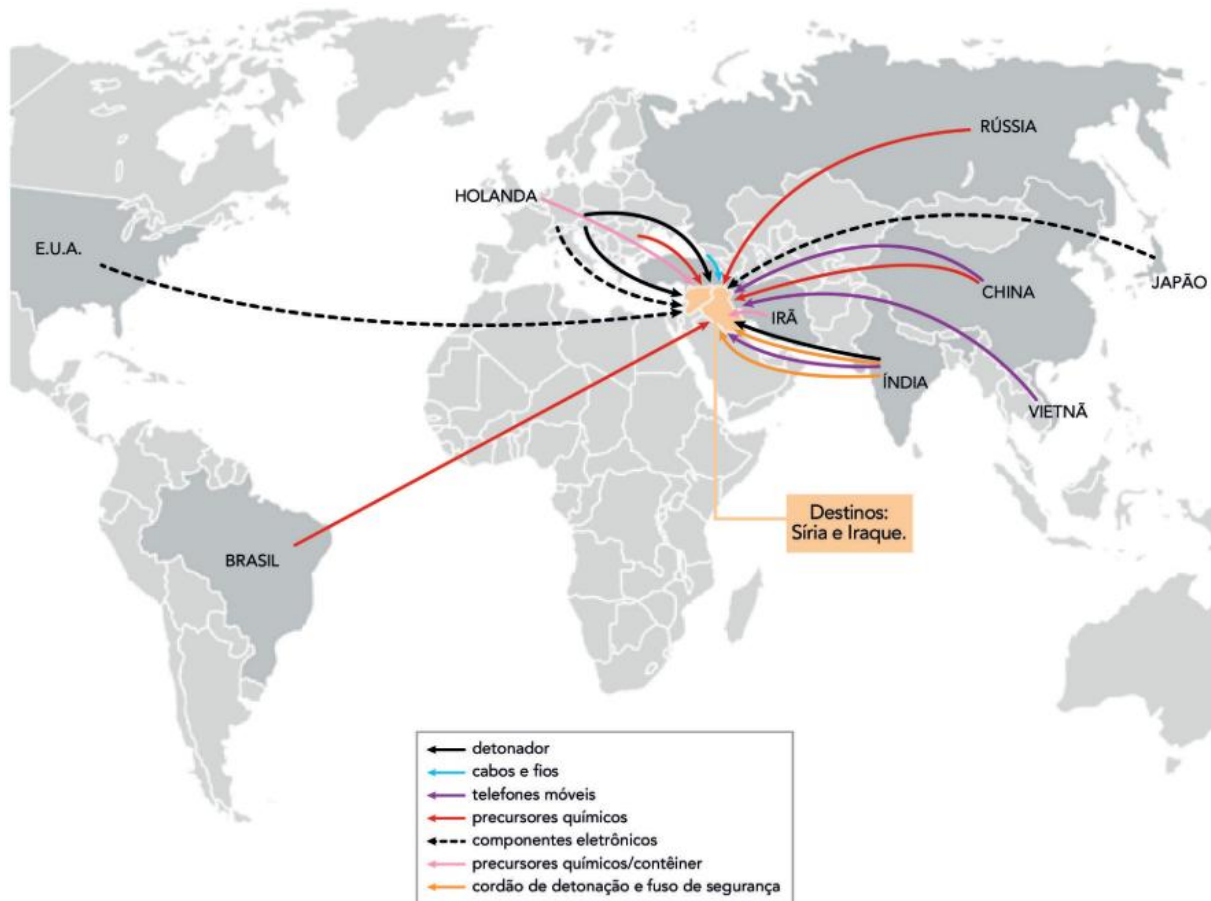 RÚSSIA
HOLANDA
E.U.A.
CHINA
JAPÃO
IRÃ
ÍNDIA
VIETNÃ
Destinos:
Síria e Iraque.
BRASIL
detonador
cabos e fios
telefones móveis
precursores químicos
componentes eletrônicos
precursores químicos/contêiner
cordão de detonação e fuso de segurança